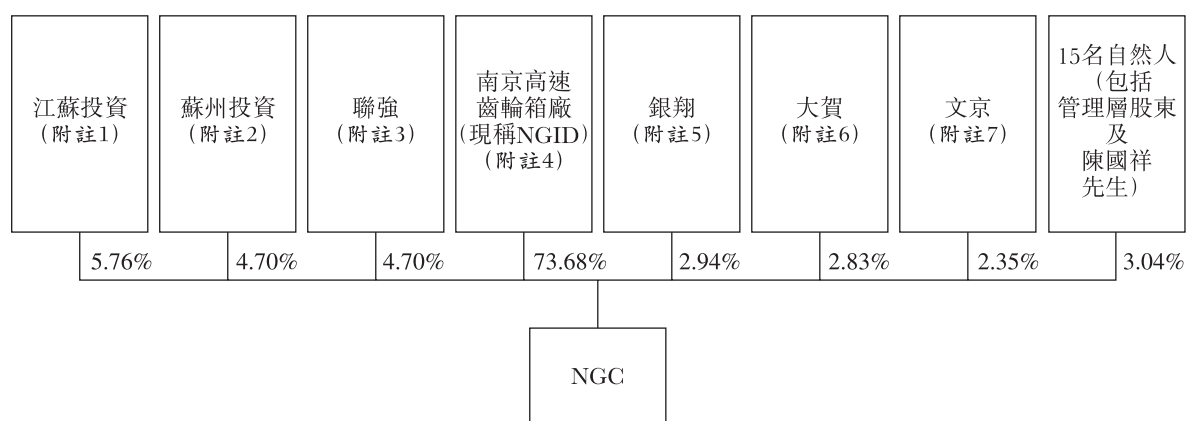 江蘇投資
(附註1)
蘇州投資
(附註2)
聯強
(附註3)
南京高速
齒輪箱廠
(現稱NGID)
(附註4)
銀翔
(附註5)
大賀
(附註6)
文京
(附註7)
15名自然人
(包括
管理層股東
及
陳國祥
先生)
5.76%
4.70%
4.70%
73.68%
2.94%
2.83%
2.35%
3.04%
NGC